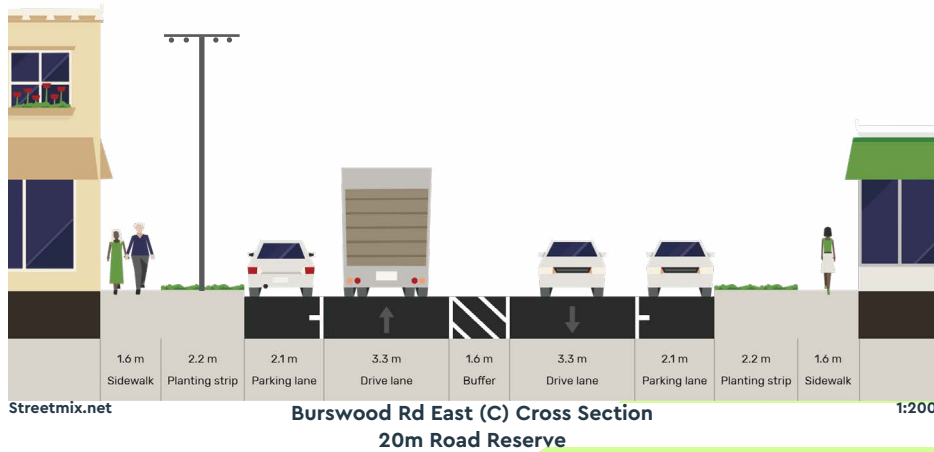 1.6 m 2.2 m 2.1 m 3.3 m 1.6 m 3.3 m 2.1 m 2.2 m 1.6 m
Sidewalk Planting strip Parking lane Drive lane Buffer Drive lane Parking lane Planting strip Sidewalk
Streetmix.net
Burswood Rd East (C) Cross Section
1:200
20m Road Reserve